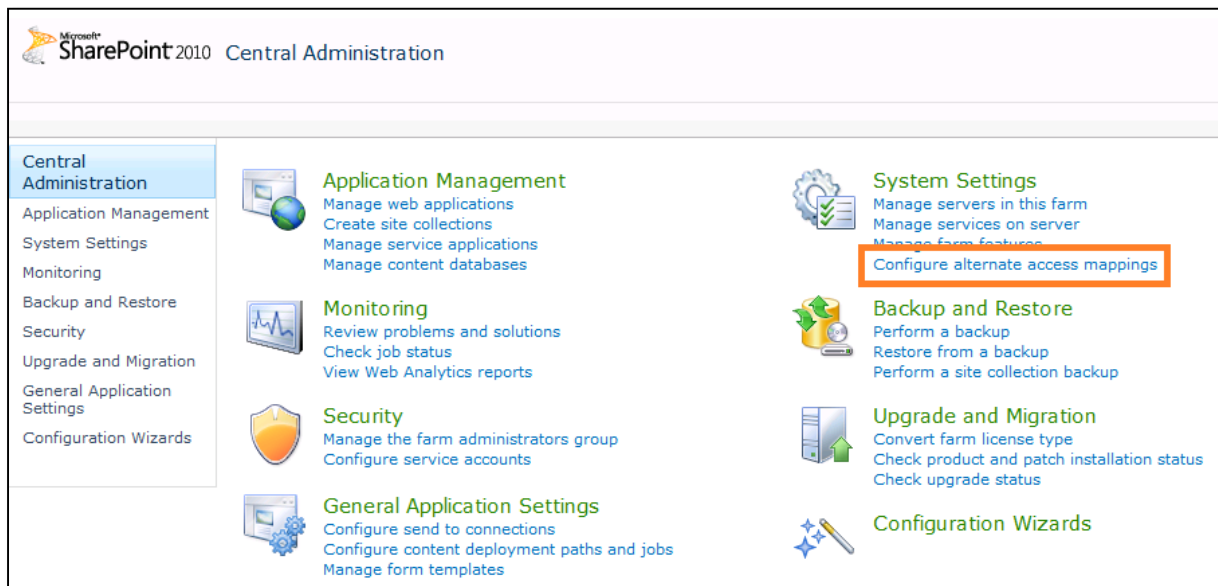 Microsoft®
SharePoint 2010 Central Administration
Central
Administration
Application Management
System Settings
Monitoring
Backup and Restore
Security
Upgrade and Migration
General Application
Settings
Configuration Wizards
Application Management
Manage web applications
Create site collections
Manage service applications
Manage content databases
Monitoring
Review problems and solutions
Check job status
View Web Analytics reports
Security
Manage the farm administrators group
Configure service accounts
General Application Settings
Configure send to connections
Configure content deployment paths and jobs
Manage form templates
System Settings
Manage servers in this farm
Manage services on server
Manage farm features
Configure alternate access mappings
Backup and Restore
Perform a backup
Restore from a backup
Perform a site collection backup
Upgrade and Migration
Convert farm license type
Check product and patch installation status
Check upgrade status
Configuration Wizards